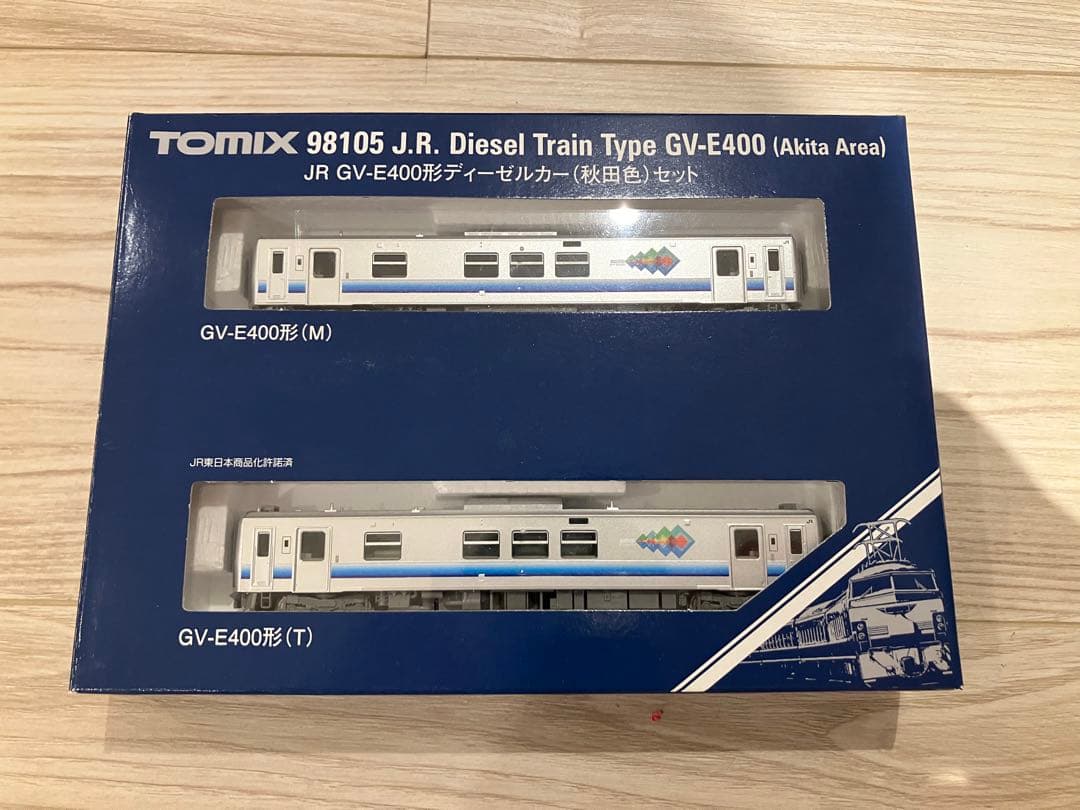 TOMIX 98105 J.R. Diesel Train Type GV-E400 (Akita Area)
JR GV-E400形ディーゼルカー(秋田色)セット
JR
GV-E400形(M)
JR東日本商品化許諾済
JR
GV-E400形(T)